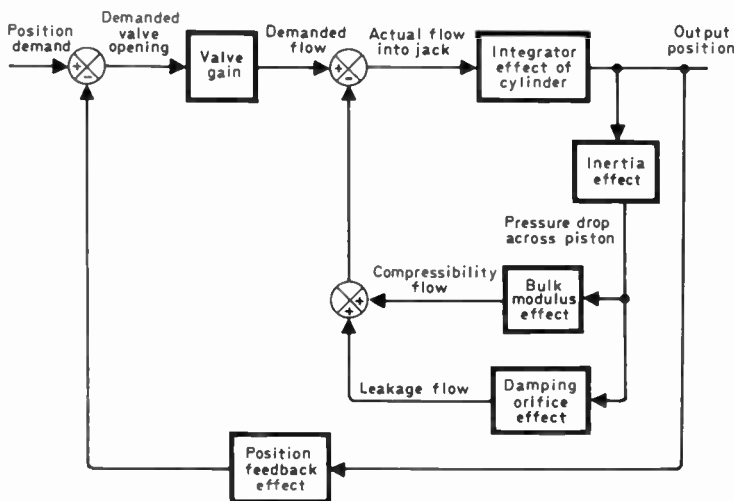 Position
demand
Demanded
valve
opening
Valve
gain
Demanded
flow
Actual flow
into jack
Integrator
effect of
cylinder
Output
position
+
-
+
-
Inertia
effect
Pressure drop
across piston
Compressibility
flow
Bulk
modulus
effect
+
+
Leakage flow
Damping
orifice
effect
Position
feedback
effect